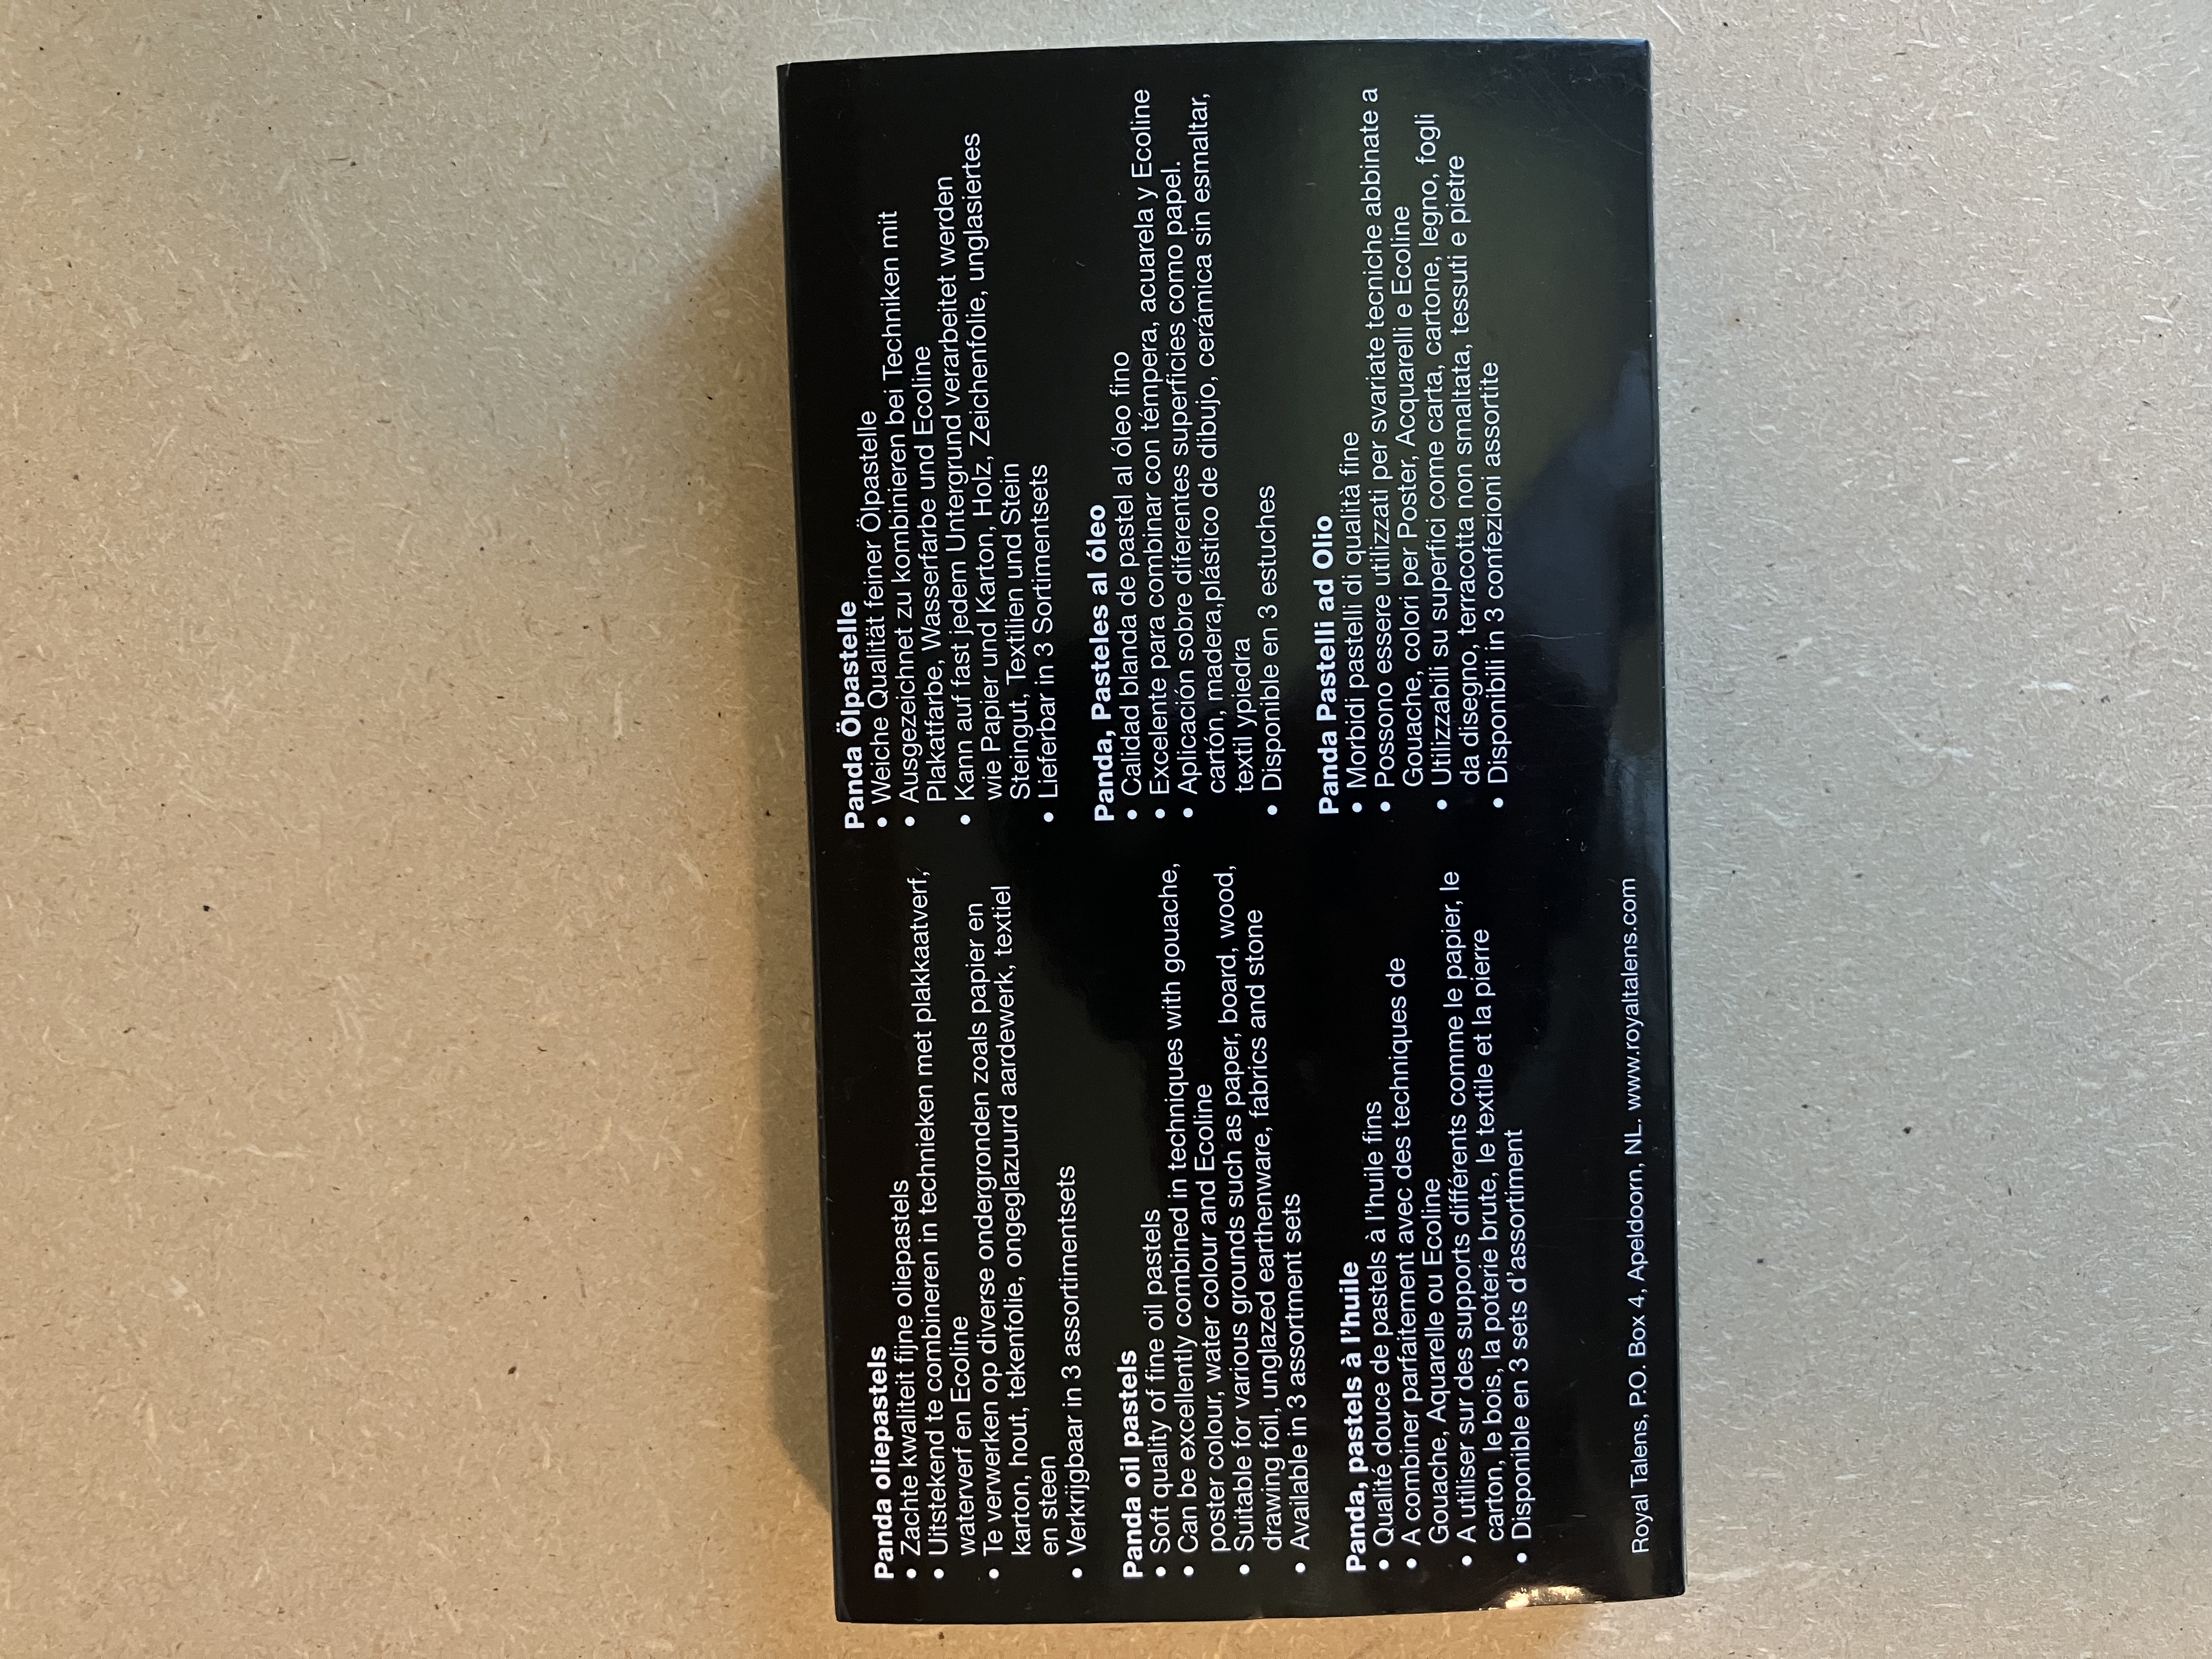 Panda oliepastels
• Zachte kwaliteit fijne oliepastels
• Uitstekend te combineren in technieken met plakkaatverf,
waterverf en Ecoline
• Te verwerken op diverse ondergronden zoals papier en
karton, hout, tekenfolie, ongeglazuurd aardewerk, textiel
en steen
• Verkrijgbaar in 3 assortimentsets
Panda oil pastels
• Soft quality of fine oil pastels
• Can be excellently combined in techniques with gouache,
poster colour, water colour and Ecoline
• Suitable for various grounds such as paper, board, wood,
drawing foil, unglazed earthenware, fabrics and stone
• Available in 3 assortment sets
Panda, pastels à l'huile
• Qualité douce de pastels à l'huile fins
• A combiner parfaitement avec des techniques de
Gouache, Aquarelle ou Ecoline
• A utiliser sur des supports différents comme le papier, le
carton, le bois, la poterie brute, le textile et la pierre
• Disponible en 3 sets d'assortiment
Royal Talens, P.O. Box 4, Apeldoorn, NL. www.royaltalens.com
Panda Ölpastelle
• Weiche Qualität feiner Ölpastelle
• Ausgezeichnet zu kombinieren bei Techniken mit
Plakatfarbe, Wasserfarbe und Ecoline
• Kann auf fast jedem Untergrund verarbeitet werden
wie Papier und Karton, Holz, Zeichenfolie, unglasiertes
Steingut, Textilien und Stein
• Lieferbar in 3 Sortimentsets
Panda, Pasteles al óleo
• Calidad blanda de pastel al óleo fino
• Excelente para combinar con témpera, acuarela y Ecoline
• Aplicación sobre diferentes superficies como papel.
cartón, madera,plástico de dibujo, cerámica sin esmaltar,
textil ypiedra
• Disponible en 3 estuches
Panda Pastelli ad Olio
• Morbidi pastelli di qualità fine
• Possono essere utilizzati per svariate tecniche abbinate a
Gouache, colori per Poster, Acquarelli e Ecoline
• Utilizzabili su superfici come carta, cartone, legno, fogli
da disegno, terracotta non smaltata, tessuti e pietre
• Disponibili in 3 confezioni assortite